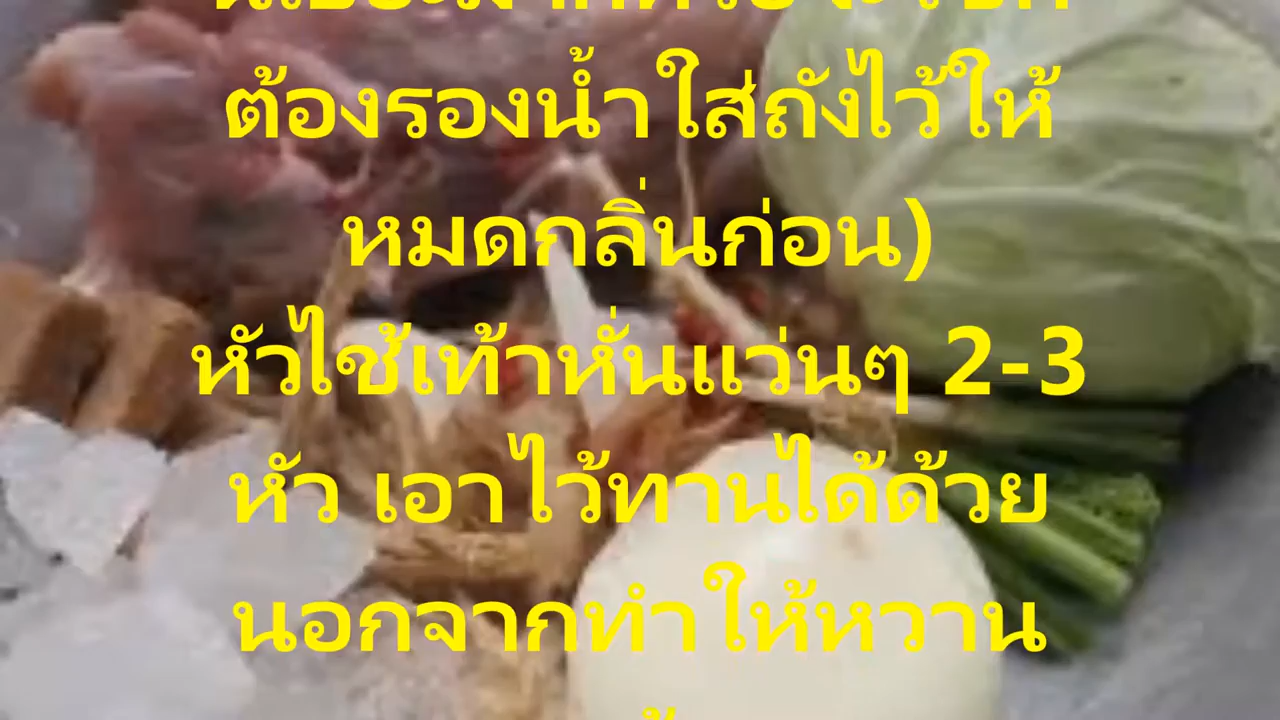 ต้องรองน้ำใส่ถังไว้ให้
หมดกลิ่นก่อน)
หัวไช้เท้าหั่นแว่นๆ 2-3
หัว เอาไว้ทานได้ด้วย
นอกจากทำให้หวาน